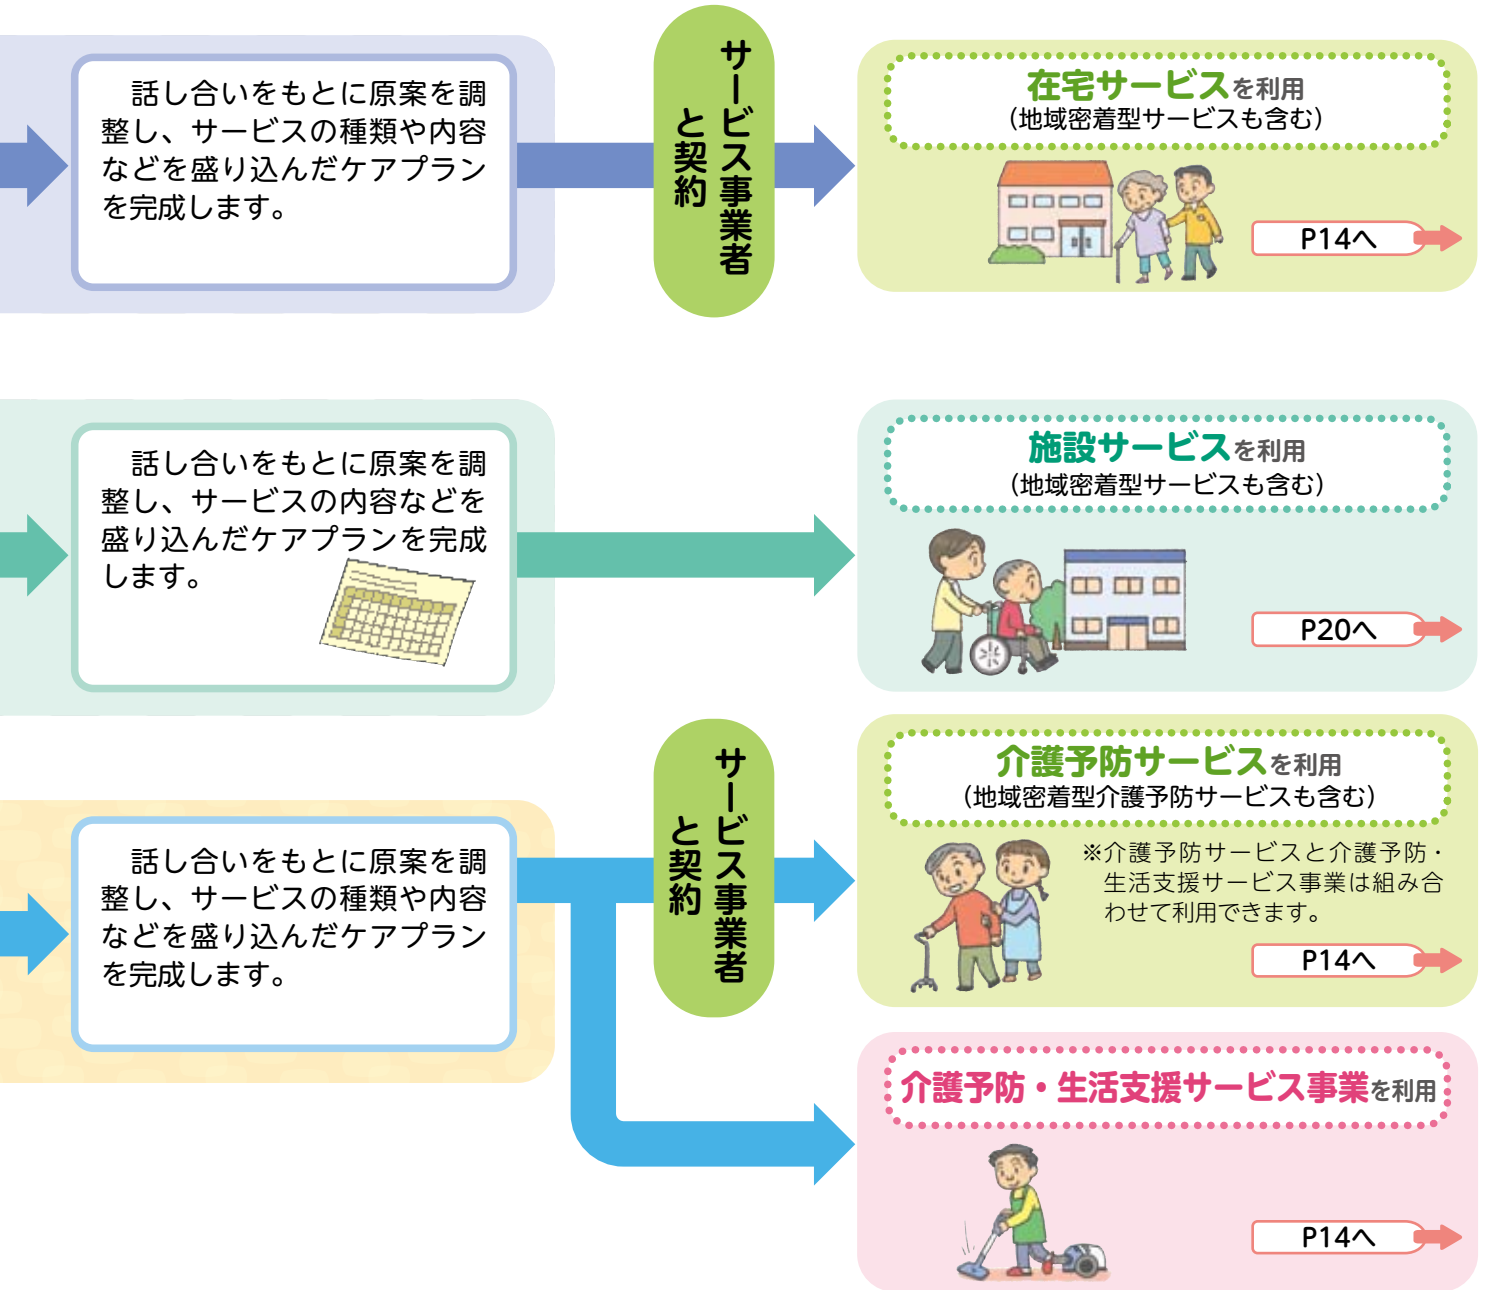 話し合いをもとに原案を調
整し、サービスの種類や内容
などを盛り込んだケアプラン
を完成します。
サービス事業者
と契約
在宅サービスを利用
(地域密着型サービスも含む)
P14へ
話し合いをもとに原案を調
整し、サービスの内容などを
盛り込んだケアプランを完成
します。
施設サービスを利用
(地域密着型サービスも含む)
P20へ
話し合いをもとに原案を調
整し、サービスの種類や内容
などを盛り込んだケアプラン
を完成します。
サービス事業者
と契約
介護予防サービスを利用
(地域密着型介護予防サービスも含む)
※介護予防サービスと介護予防・
生活支援サービス事業は組み合
わせて利用できます。
P14へ
介護予防・生活支援サービス事業を利用
P14へ